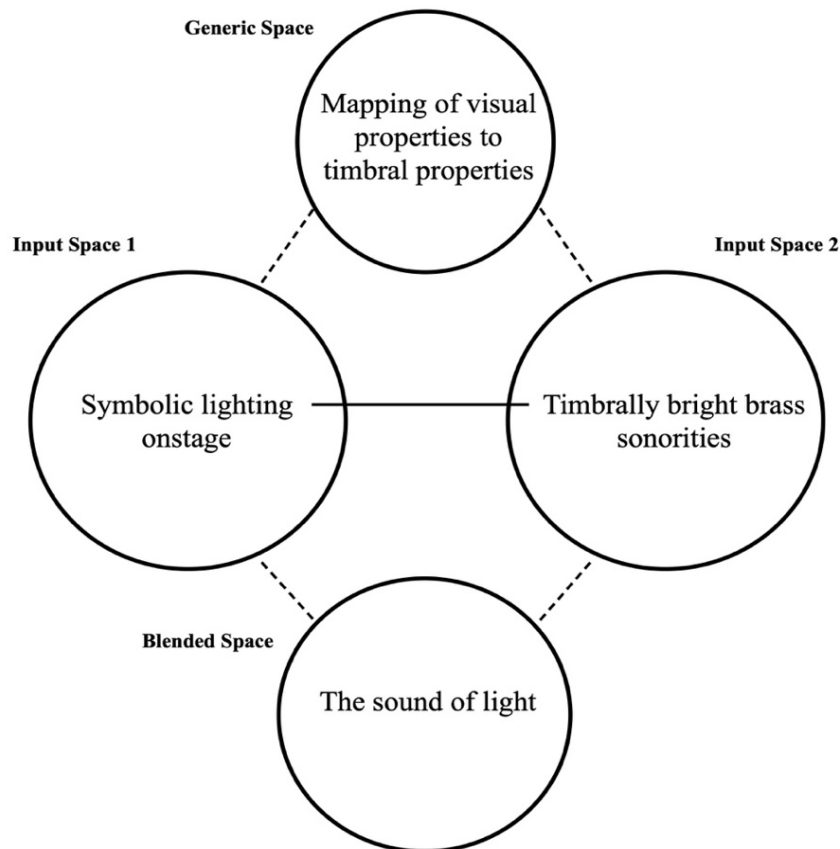 Generic Space
Mapping of visual
properties to
timbral properties
Input Space 1
Input Space 2
Symbolic lighting
onstage
Timbrally bright brass
sonorities
Blended Space
The sound of light